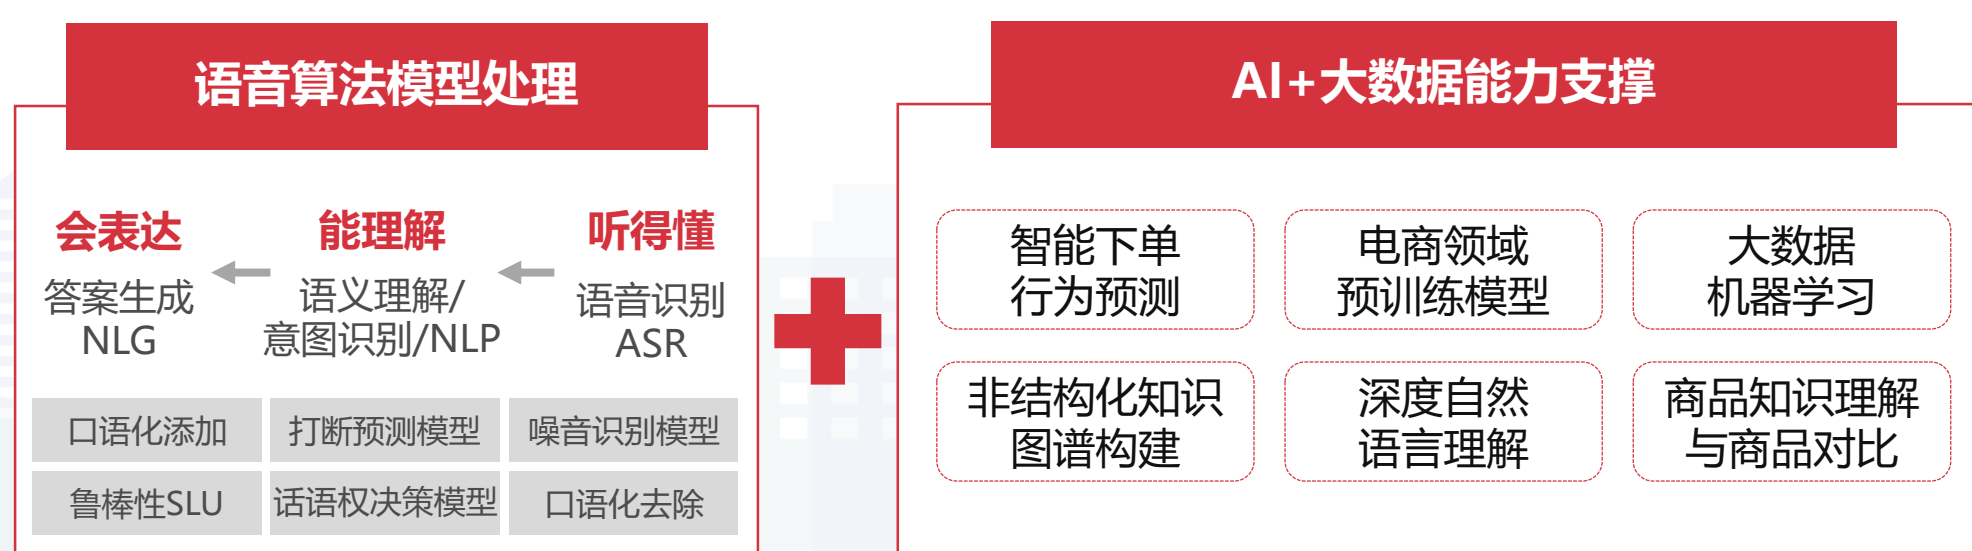 语音算法模型处理
会表达
答案生成
NLG
能理解
语义理解/
意图识别/NLP
听得懂
语音识别
ASR
口语化添加
打断预测模型
噪音识别模型
鲁棒性SLU
话语权决策模型
口语化去除
AI+大数据能力支撑
智能下单
行为预测
电商领域
预训练模型
大数据
机器学习
非结构化知识
图谱构建
深度自然
语言理解
商品知识理解
与商品对比